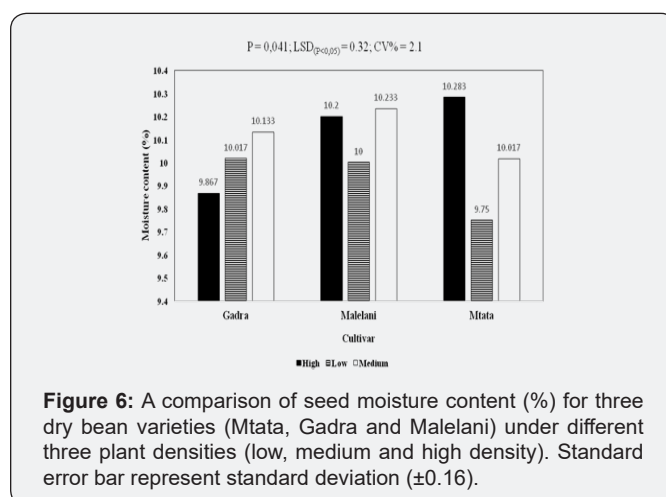 P = 0,041; LSD(P<0,05) = 0.32; CV% = 2.1
Moisture content (%)
10.4
10.3
10.2
10.1
10
9.9
9.8
9.7
9.6
9.5
9.4
9.867
10.017
10.133
10.2
10
10.233
10.283
9.75
10.017
Gadra
Malelani
Mtata
Cultivar
High Low Medium
Figure 6: A comparison of seed moisture content (%) for three
dry bean varieties (Mtata, Gadra and Malelani) under different
three plant densities (low, medium and high density). Standard
error bar represent standard deviation (±0.16).